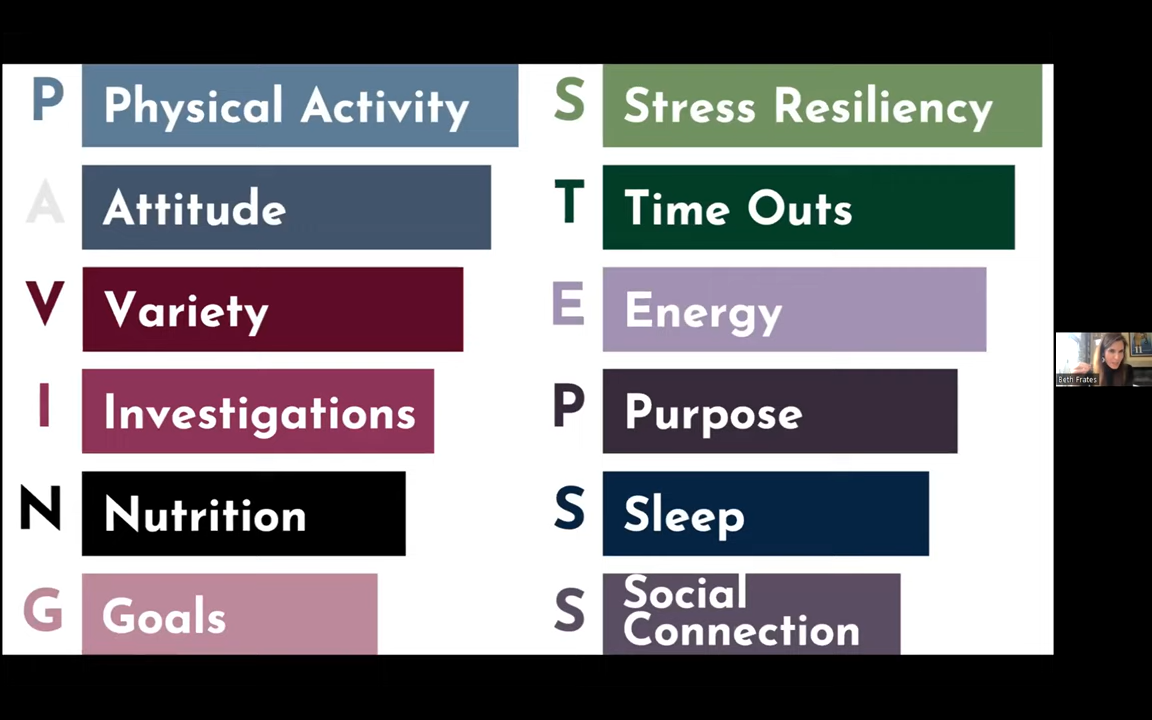 P Physical Activity
A Attitude
V Variety
I Investigations
N Nutrition
G Goals
S Stress Resiliency
T Time Outs
E Energy
P Purpose
S Sleep
S Social
Connection
Beth Frates